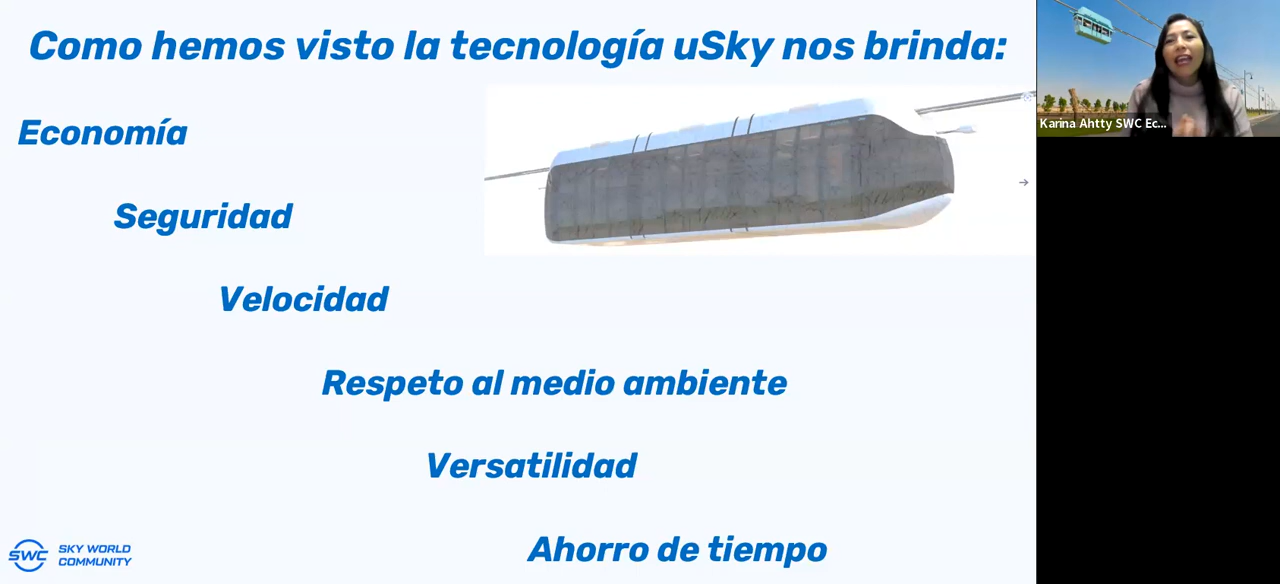 Como hemos visto la tecnología uSky nos brinda:
Economía
Seguridad
Velocidad
Respeto al medio ambiente
Versatilidad
Ahorro de tiempo
SWC SKY WORLD
COMMUNITY
Karina Ahtty SWC Ec...